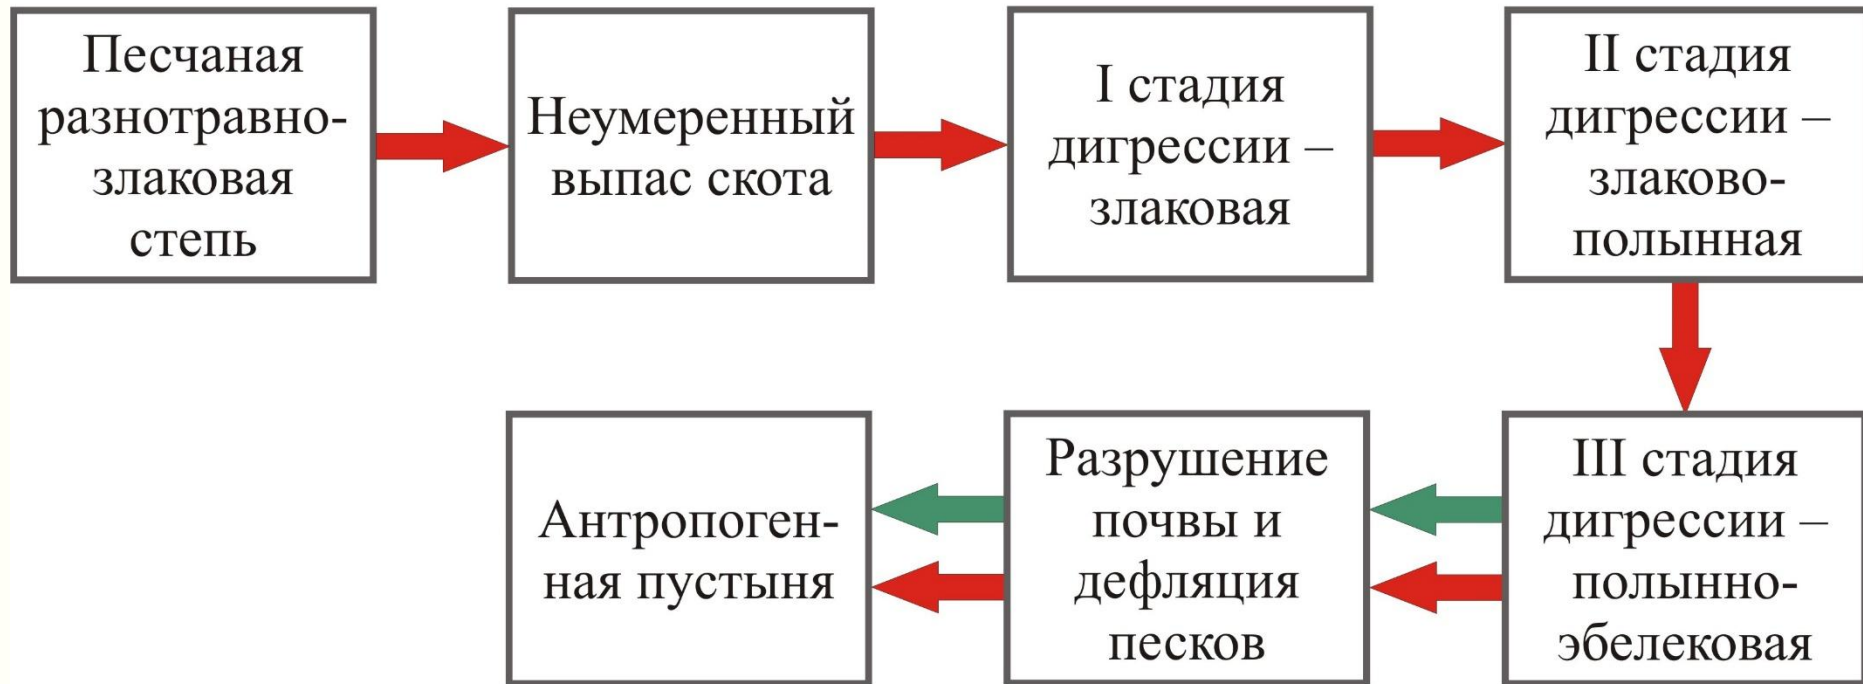 Песчаная
разнотравно-
злаковая
степь
Неумеренный
выпас скота
I стадия
дигрессии –
злаковая
II стадия
дигрессии –
злаково-
полынная
III стадия
дигрессии –
полынно-
эбелековая
Разрушение
почвы и
дефляция
песков
Антропоген-
ная пустыня